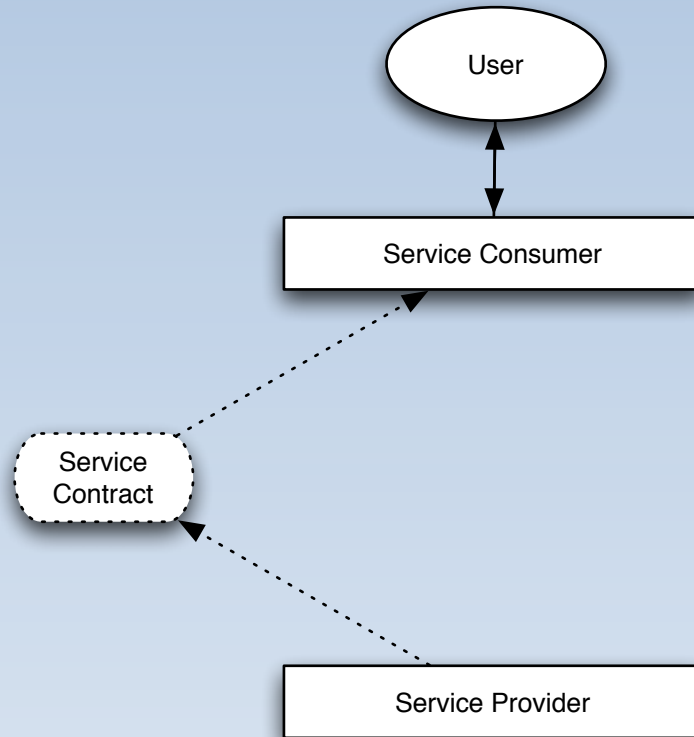 User
Service Consumer
Service
Contract
Service Provider